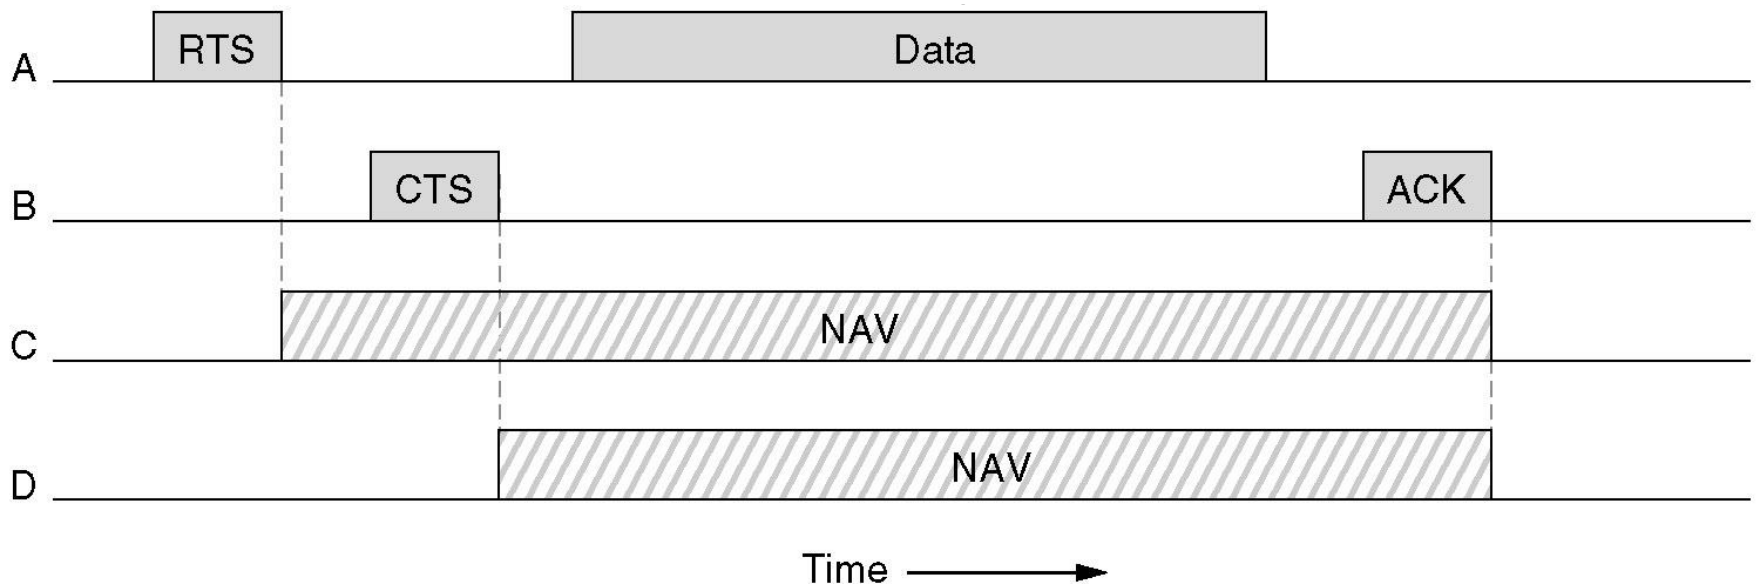 A RTS Data
B CTS ACK
C NAV
D NAV
Time